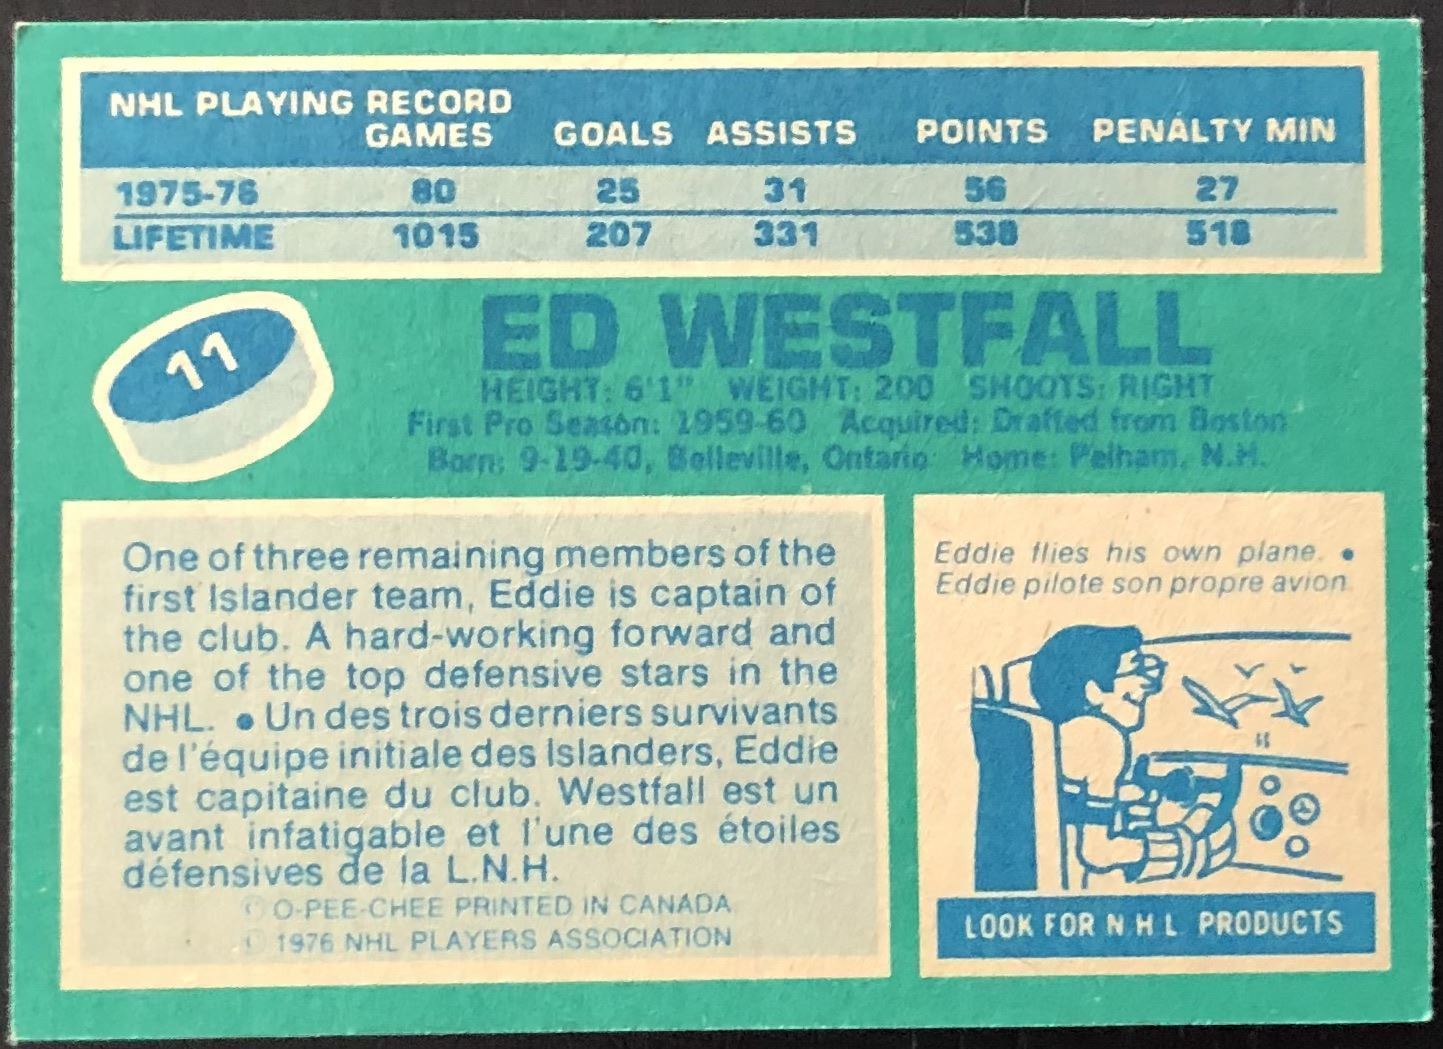 NHL PLAYING RECORD
GAMES GOALS ASSISTS POINTS PENALTY MIN
1975-76 80 25 31 56 27
LIFETIME 1015 207 331 538 518
11
ED WESTFALL
HEIGHT: 6'1" WEIGHT: 200 SHOOTS: RIGHT
First Pro Season: 1959-60 Acquired: Drafted from Boston
Born: 9-19-40, Belleville, Ontario Home: Pelham, N.H.
One of three remaining members of the
first Islander team, Eddie is captain of
the club. A hard-working forward and
one of the top defensive stars in the
NHL. • Un des trois derniers survivants
de l'équipe initiale des Islanders, Eddie
est capitaine du club. Westfall est un
avant infatigable et l'une des étoiles
défensives de la L.N.H.
© O-PEE-CHEE PRINTED IN CANADA
© 1976 NHL PLAYERS ASSOCIATION
Eddie flies his own plane. •
Eddie pilote son propre avion.
LOOK FOR N H L PRODUCTS